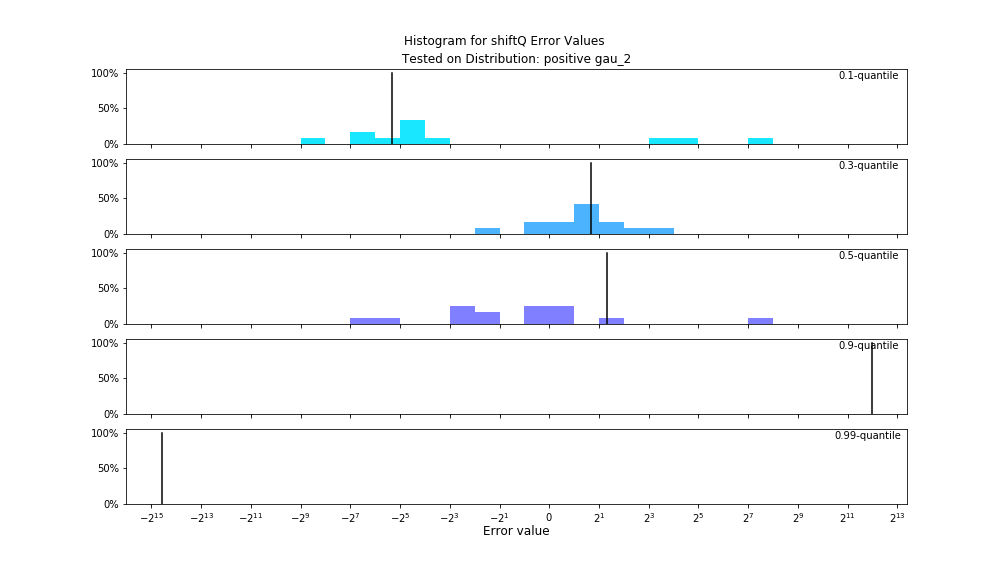 Histogram for shiftQ Error Values
Tested on Distribution: positive gau_2
100%
50%
0%
0.1-quantile
100%
50%
0%
0.3-quantile
100%
50%
0%
0.5-quantile
100%
50%
0%
0.9-quantile
100%
50%
0%
0.99-quantile
−2¹⁵ −2¹³ −2¹¹ −2⁹ −2⁷ −2⁵ −2³ −2¹ 0 2¹ 2³ 2⁵ 2⁷ 2⁹ 2¹¹ 2¹³
Error value